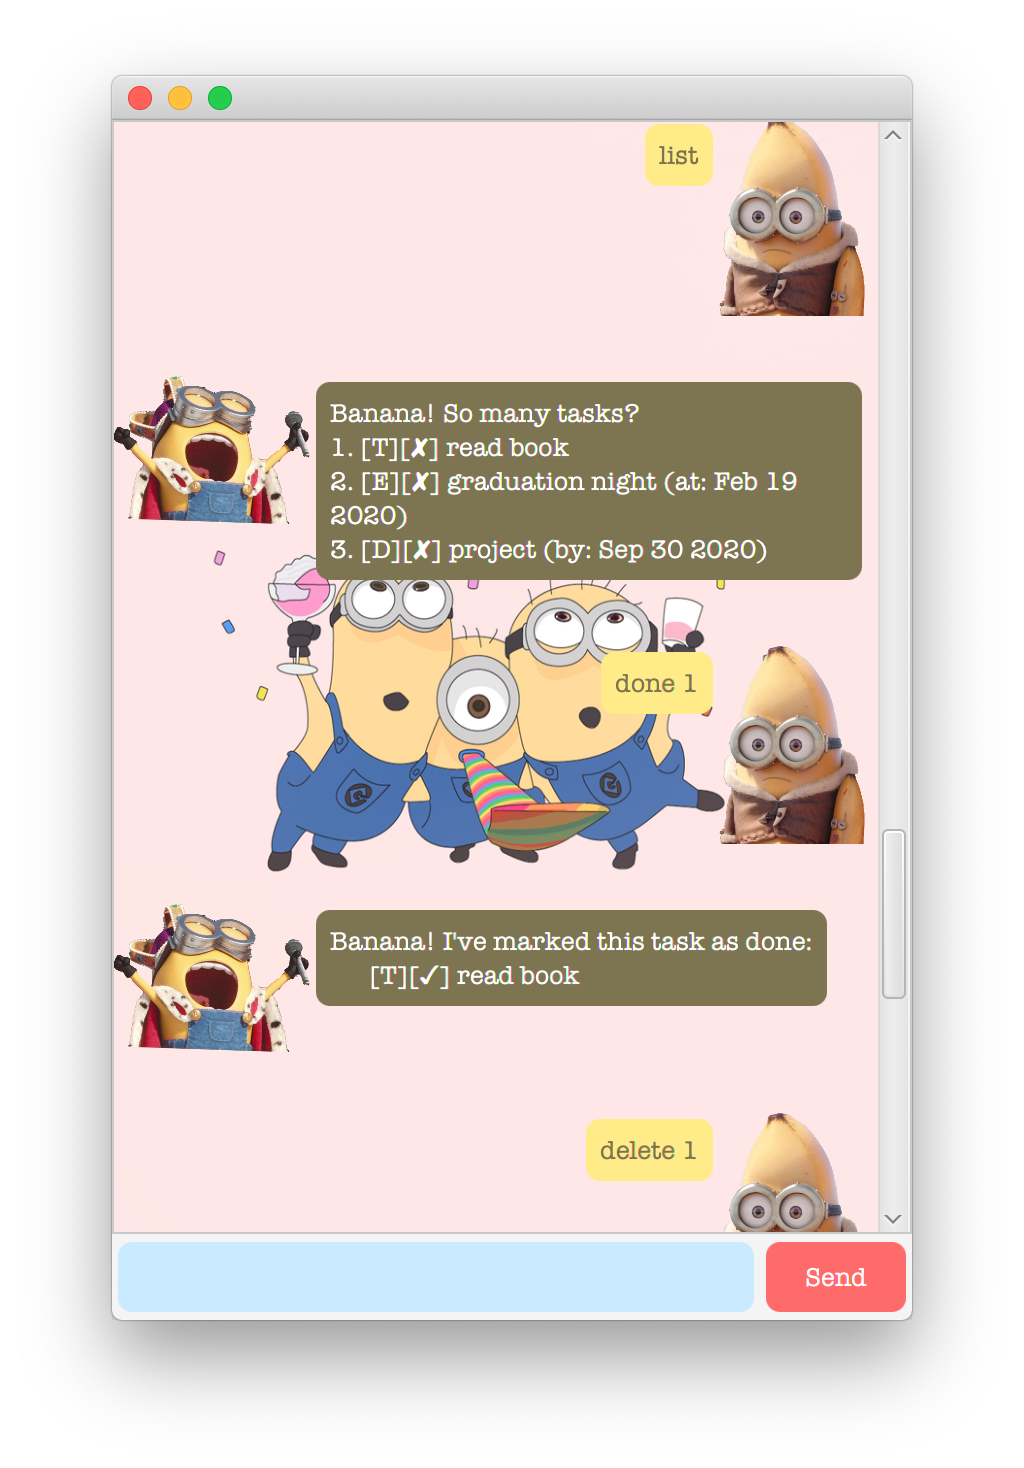 list
Banana! So many tasks?
1. [T][✘] read book
2. [E][✘] graduation night (at: Feb 19
2020)
3. [D][✘] project (by: Sep 30 2020)
done 1
Banana! I've marked this task as done:
[T][✓] read book
delete 1
Send